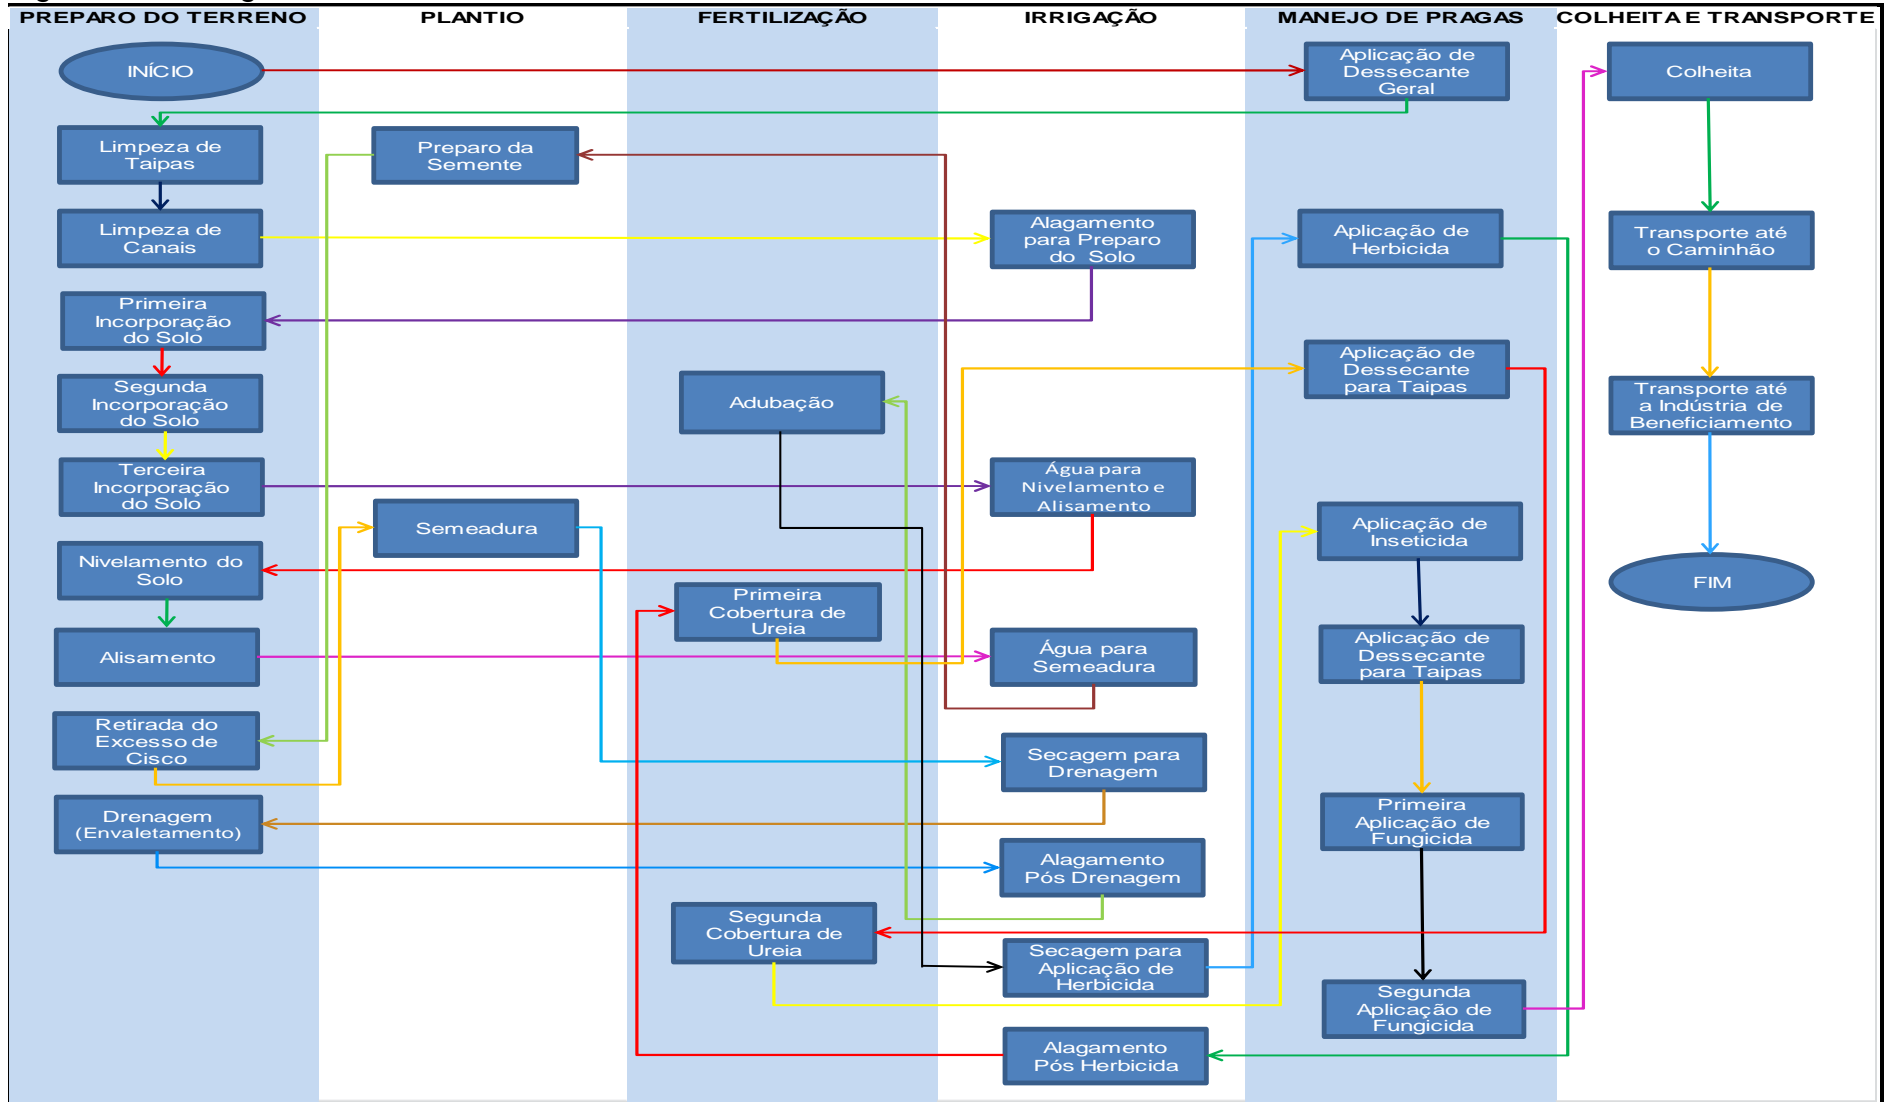 PREPARO DO TERRENO
PLANTIO
FERTILIZAÇÃO
IRRIGAÇÃO
MANEJO DE PRAGAS
COLHEITA E TRANSPORTE
INÍCIO
Limpeza de
Taipas
Limpeza de
Canais
Primeira
Incorporação
do Solo
Segunda
Incorporação
do Solo
Terceira
Incorporação
do Solo
Nivelamento do
Solo
Alisamento
Retirada do
Excesso de
Cisco
Drenagem
(Envaletamento)
Preparo da
Semente
Semeadura
Adubação
Primeira
Cobertura de
Ureia
Segunda
Cobertura de
Ureia
Alagamento
para Preparo
do Solo
Água para
Nivelamento e
Alisamento
Água para
Semeadura
Secagem para
Drenagem
Alagamento
Pós Drenagem
Secagem para
Aplicação de
Herbicida
Alagamento
Pós Herbicida
Aplicação de
Dessecante
Geral
Aplicação de
Herbicida
Aplicação de
Dessecante
para Taipas
Aplicação de
Inseticida
Aplicação de
Dessecante
para Taipas
Primeira
Aplicação de
Fungicida
Segunda
Aplicação de
Fungicida
Colheita
Transporte até
o Caminhão
Transporte até
a Indústria de
Beneficiamento
FIM